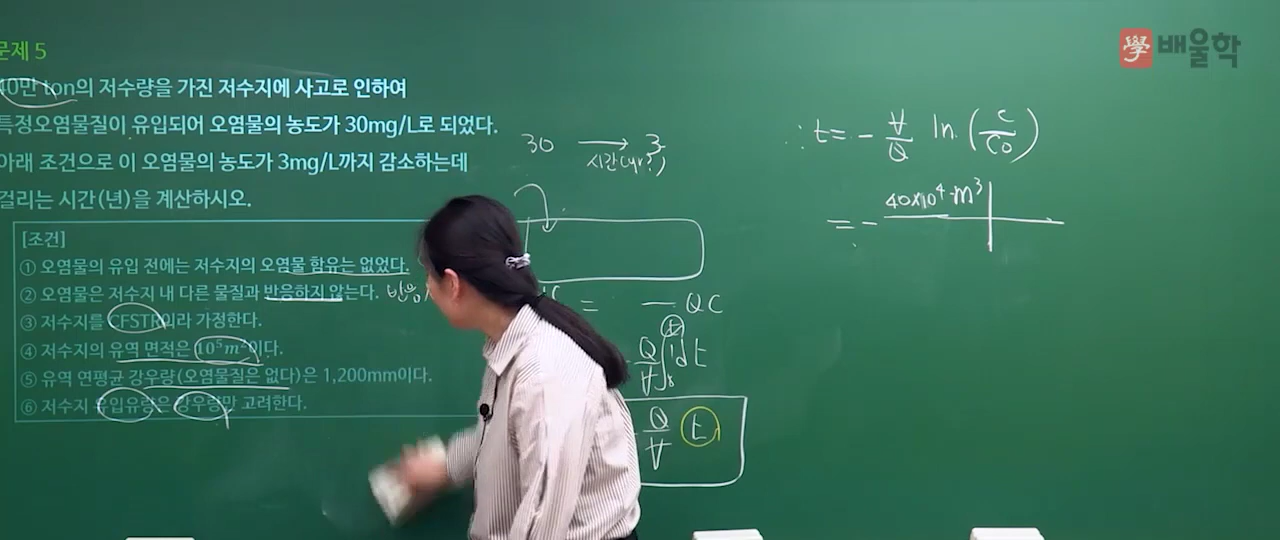 배울학
문제 5
40만 ton의 저수량을 가진 저수지에 사고로 인하여
특정오염물질이 유입되어 오염물의 농도가 30mg/L로 되었다.
아래 조건으로 이 오염물의 농도가 3mg/L까지 감소하는데
걸리는 시간(년)을 계산하시오.
[조건]
① 오염물의 유입 전에는 저수지의 오염물 함유는 없었다.
② 오염물은 저수지 내 다른 물질과 반응하지 않는다. 반응
③ 저수지를 CFSTR이라 가정한다.
④ 저수지의 유역 면적은 10⁵m²이다.
⑤ 유역 연평균 강우량(오염물질은 없다)은 1,200mm이다.
⑥ 저수지 유입유량은 강우량만 고려한다.
30 → 3
시간(yr?)
= - QC
Q/V ∫ dt
Q/V t
∴ t = - V/Q ln (C/C₀)
= - 40×10⁴ m³